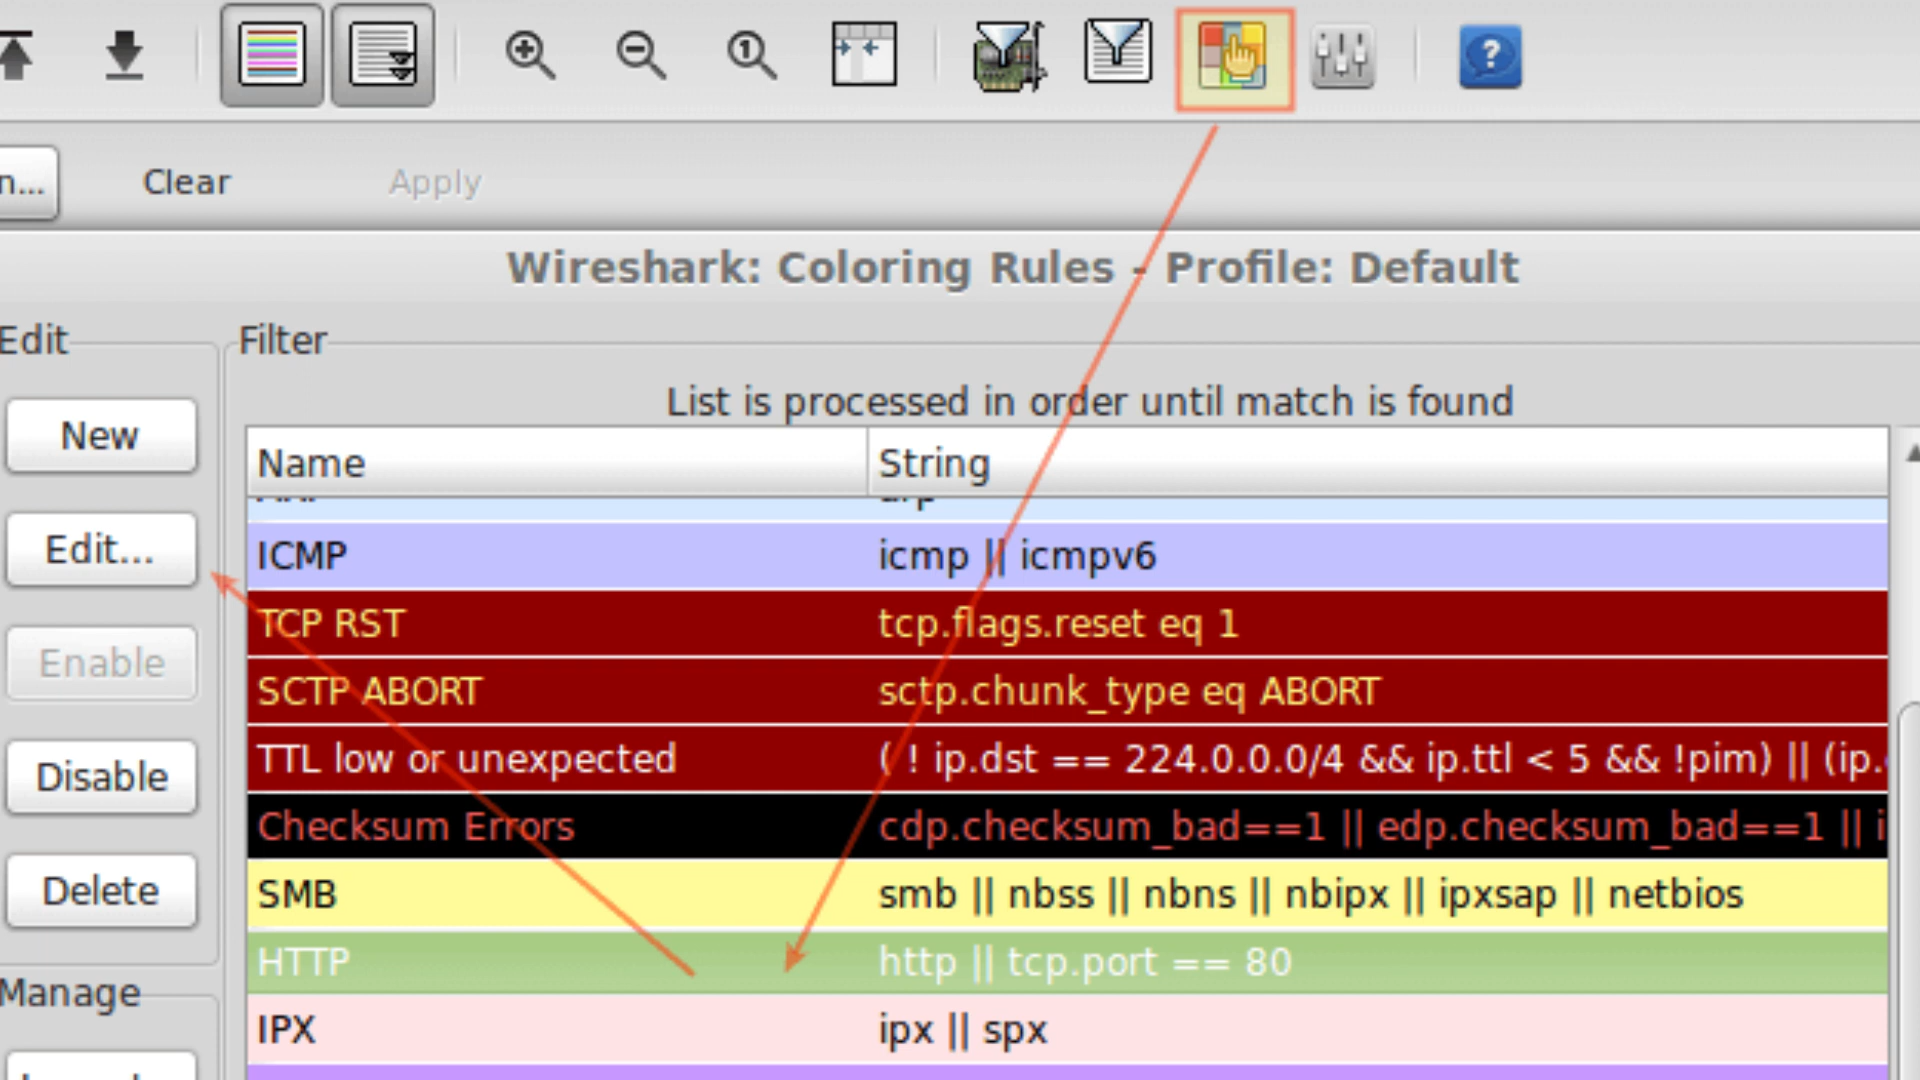 n...
Clear
Apply
Wireshark: Coloring Rules - Profile: Default
Edit
Filter
New
List is processed in order until match is found
Name String
Edit...
ICMP icmp || icmpv6
TCP RST tcp.flags.reset eq 1
Enable
SCTP ABORT sctp.chunk_type eq ABORT
Disable
TTL low or unexpected ( ! ip.dst == 224.0.0.0/4 && ip.ttl < 5 && !pim) || (ip.
Checksum Errors cdp.checksum_bad==1 || edp.checksum_bad==1 || i
Delete
SMB smb || nbss || nbns || nbipx || ipxsap || netbios
HTTP http || tcp.port == 80
Manage
IPX ipx || spx